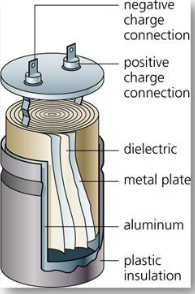 negative
charge
connection
positive
charge
connection
dielectric
metal plate
aluminum
plastic
insulation